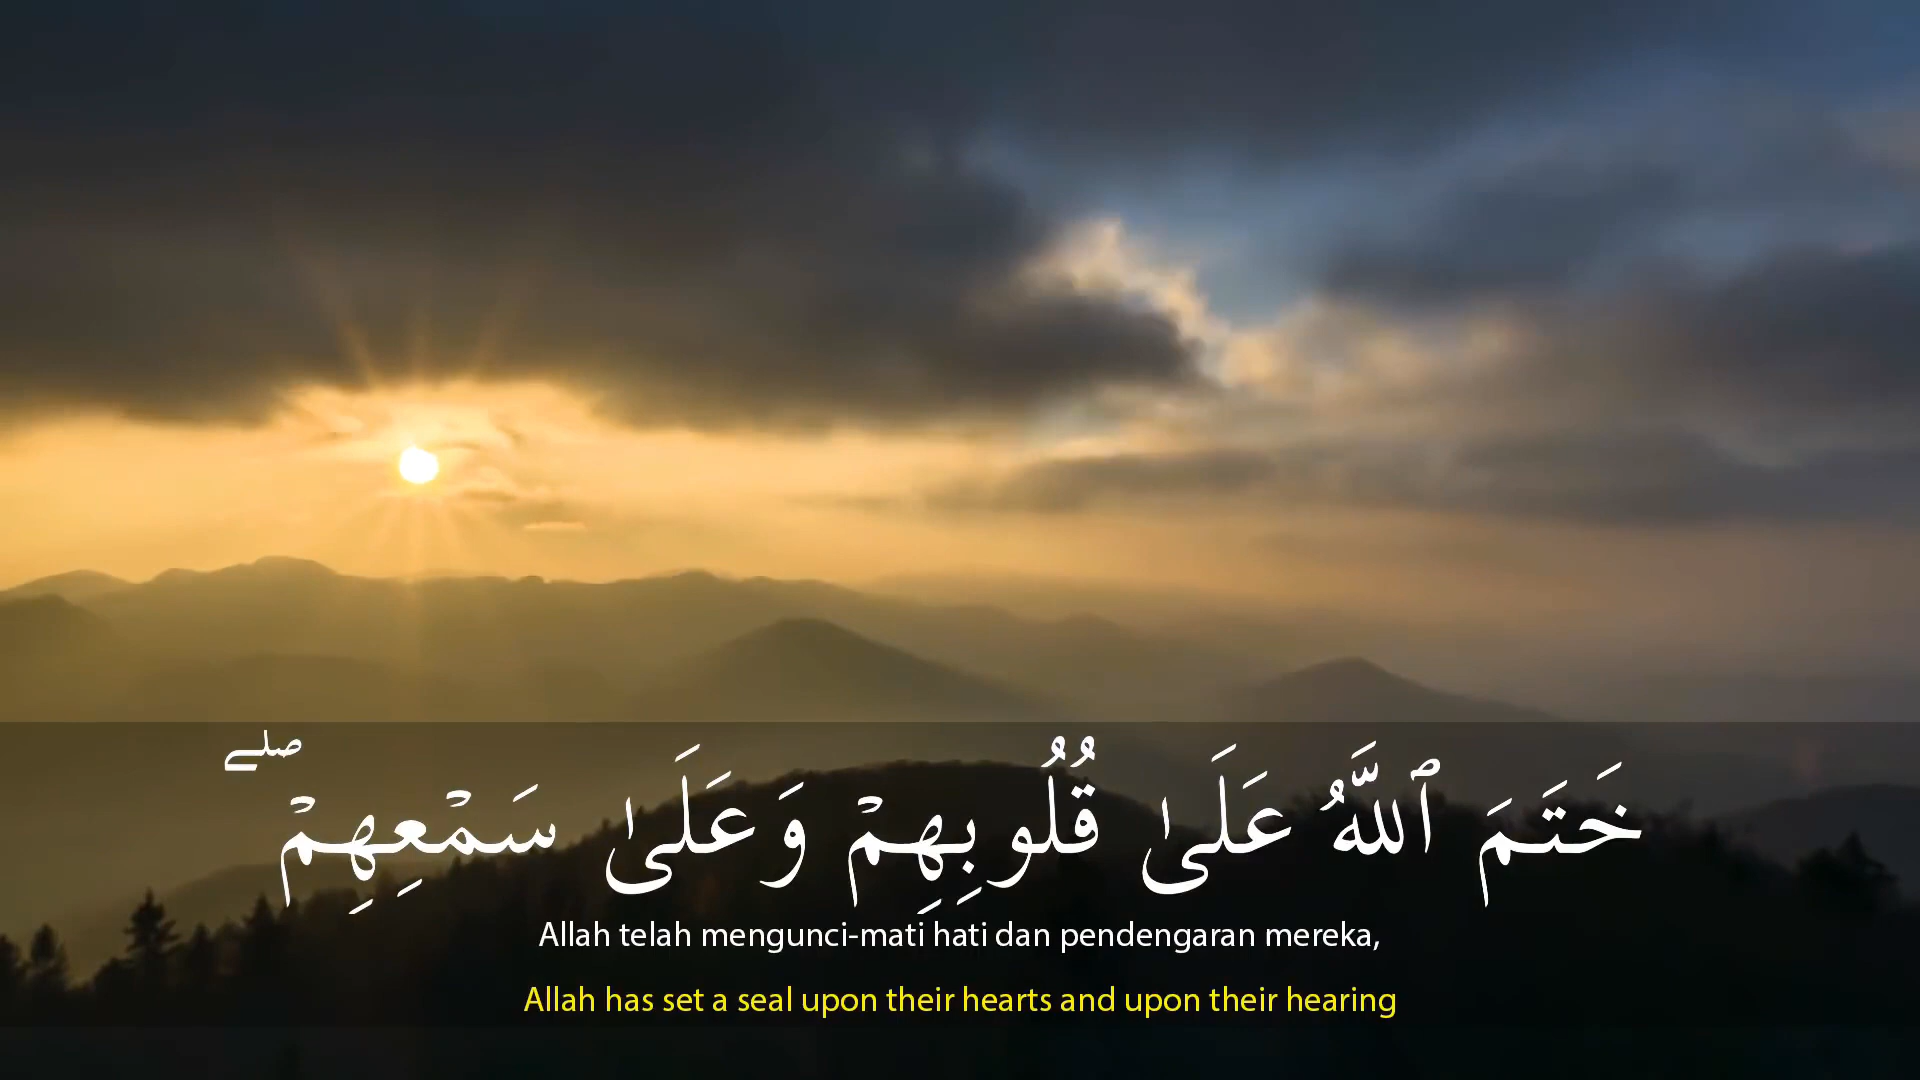 خَتَمَ ٱللَّهُ عَلَىٰ قُلُوبِهِمْ وَعَلَىٰ سَمْعِهِمْ ۖ
Allah telah mengunci-mati hati dan pendengaran mereka,
Allah has set a seal upon their hearts and upon their hearing